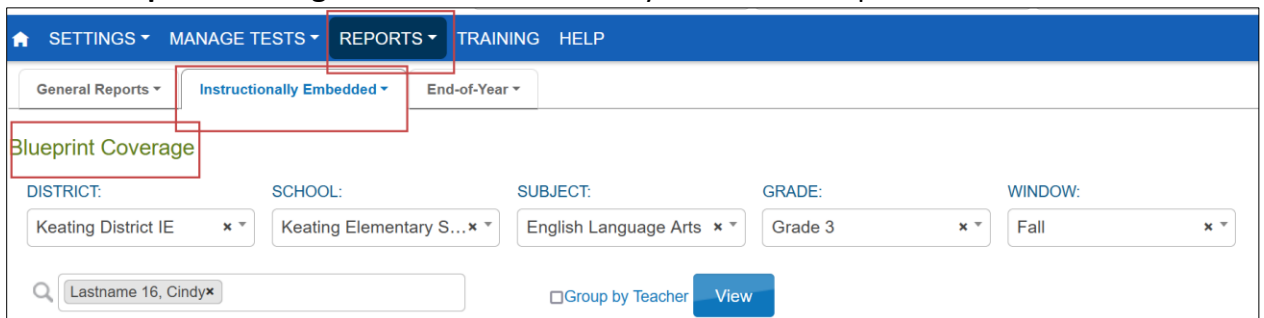 SETTINGS MANAGE TESTS REPORTS TRAINING HELP
General Reports Instructionally Embedded End-of-Year
Blueprint Coverage
DISTRICT: SCHOOL: SUBJECT: GRADE: WINDOW:
Keating District IE × Keating Elementary S...× English Language Arts × Grade 3 × Fall ×
Lastname 16, Cindy× Group by Teacher View